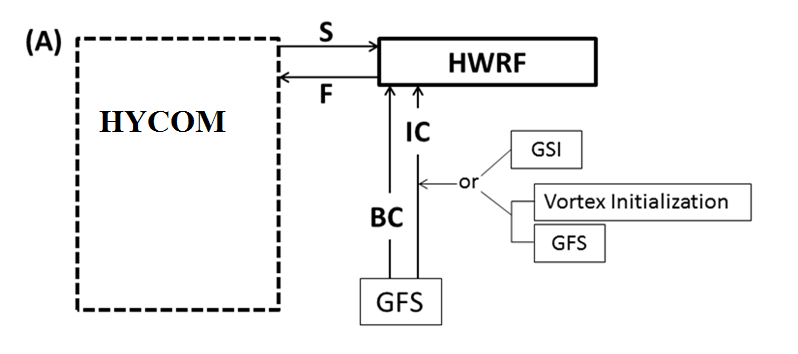 (A)
S
HWRF
F
HYCOM
IC
GSI
or
Vortex Initialization
BC
GFS
GFS